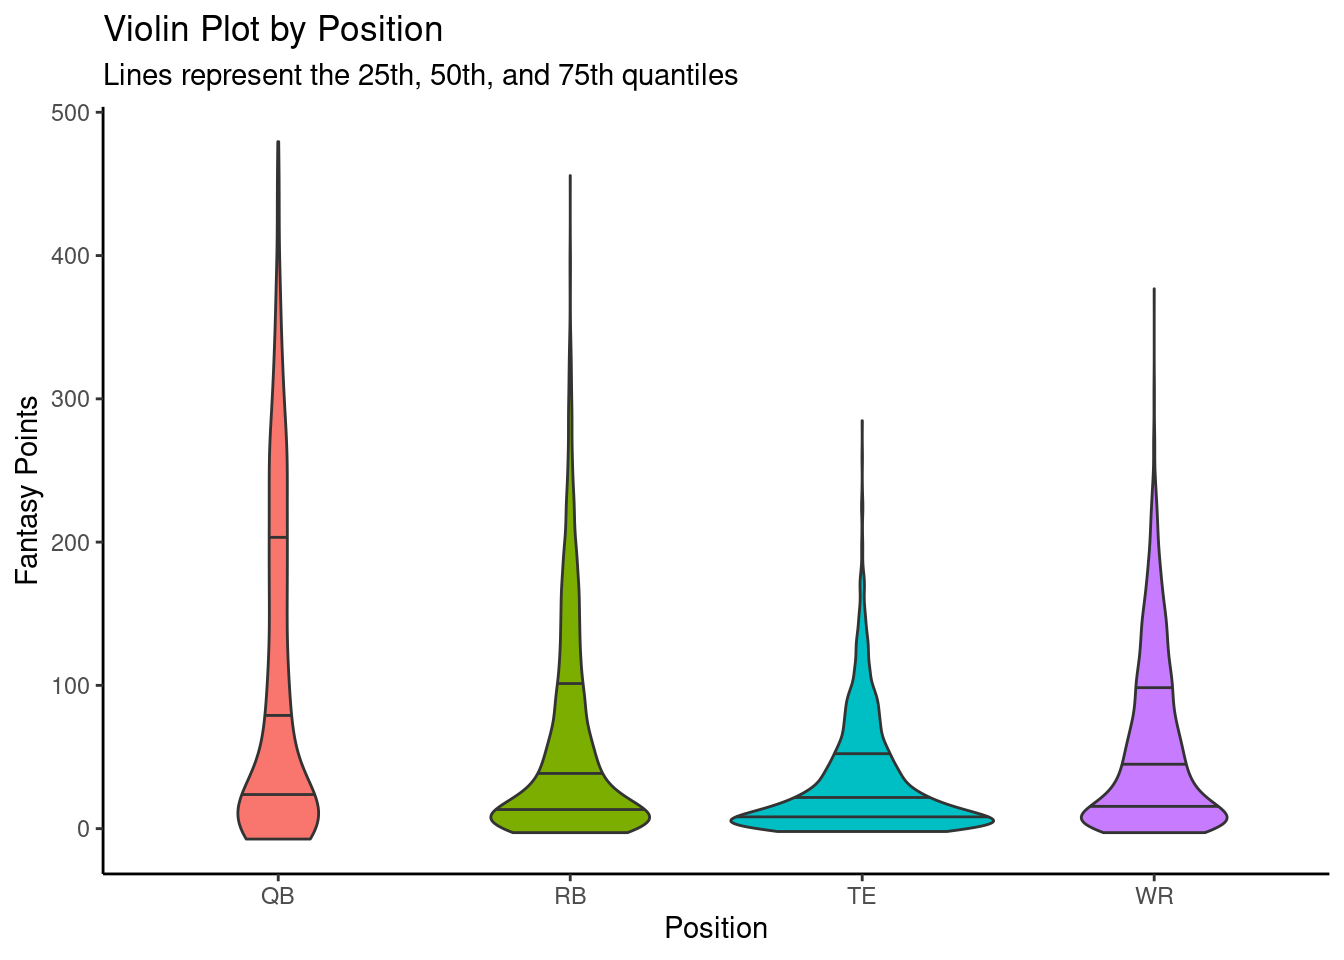 Violin Plot by Position
Lines represent the 25th, 50th, and 75th quantiles
Fantasy Points
500
400
300
200
100
0
QB RB TE WR
Position